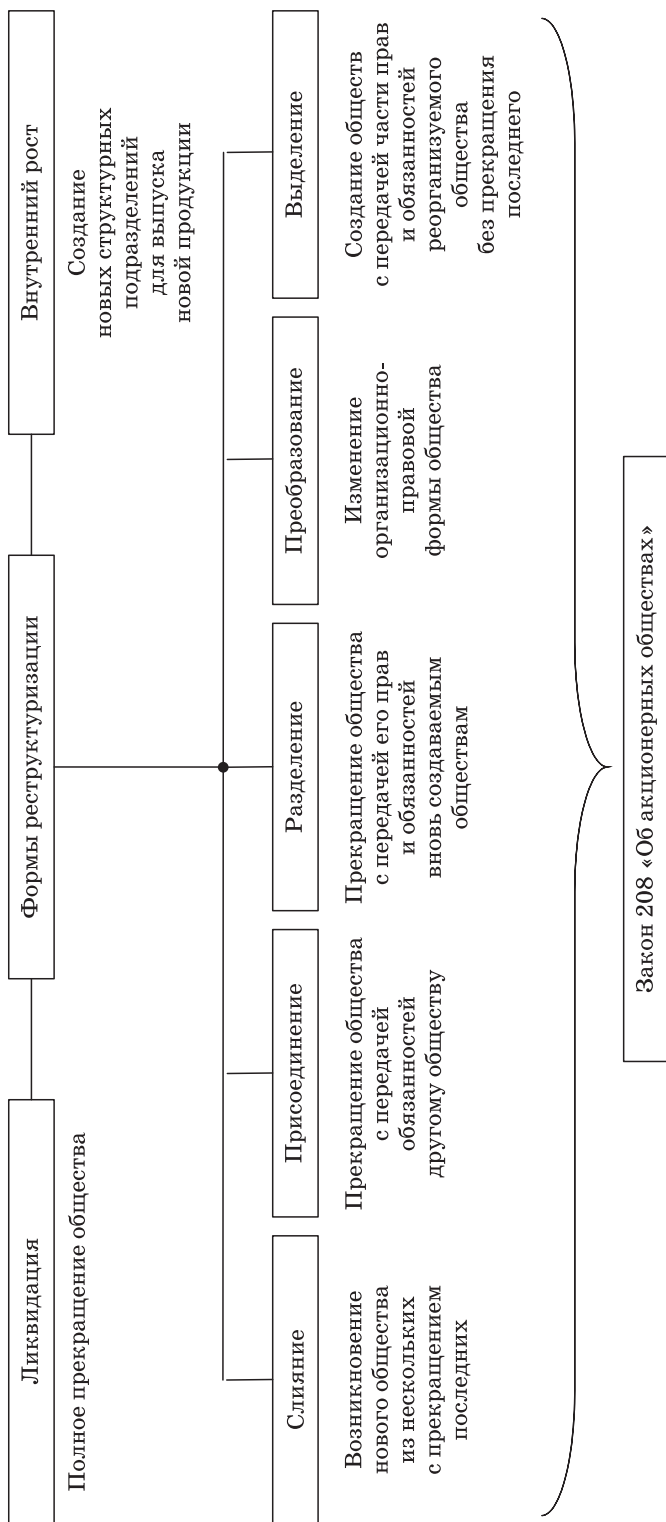 Ликвидация
Полное прекращение общества
Формы реструктуризации
Внутренний рост
Создание
новых структурных
подразделений
для выпуска
новой продукции
Слияние
Возникновение
нового общества
из нескольких
с прекращением
последних
Присоединение
Прекращение общества
с передачей
обязанностей
другому обществу
Разделение
Прекращение общества
с передачей его прав
и обязанностей
вновь создаваемым
обществам
Преобразование
Изменение
организационно-
правовой
формы общества
Выделение
Создание обществ
с передачей части прав
и обязанностей
реорганизуемого
общества
без прекращения
последнего
Закон 208 «Об акционерных обществах»